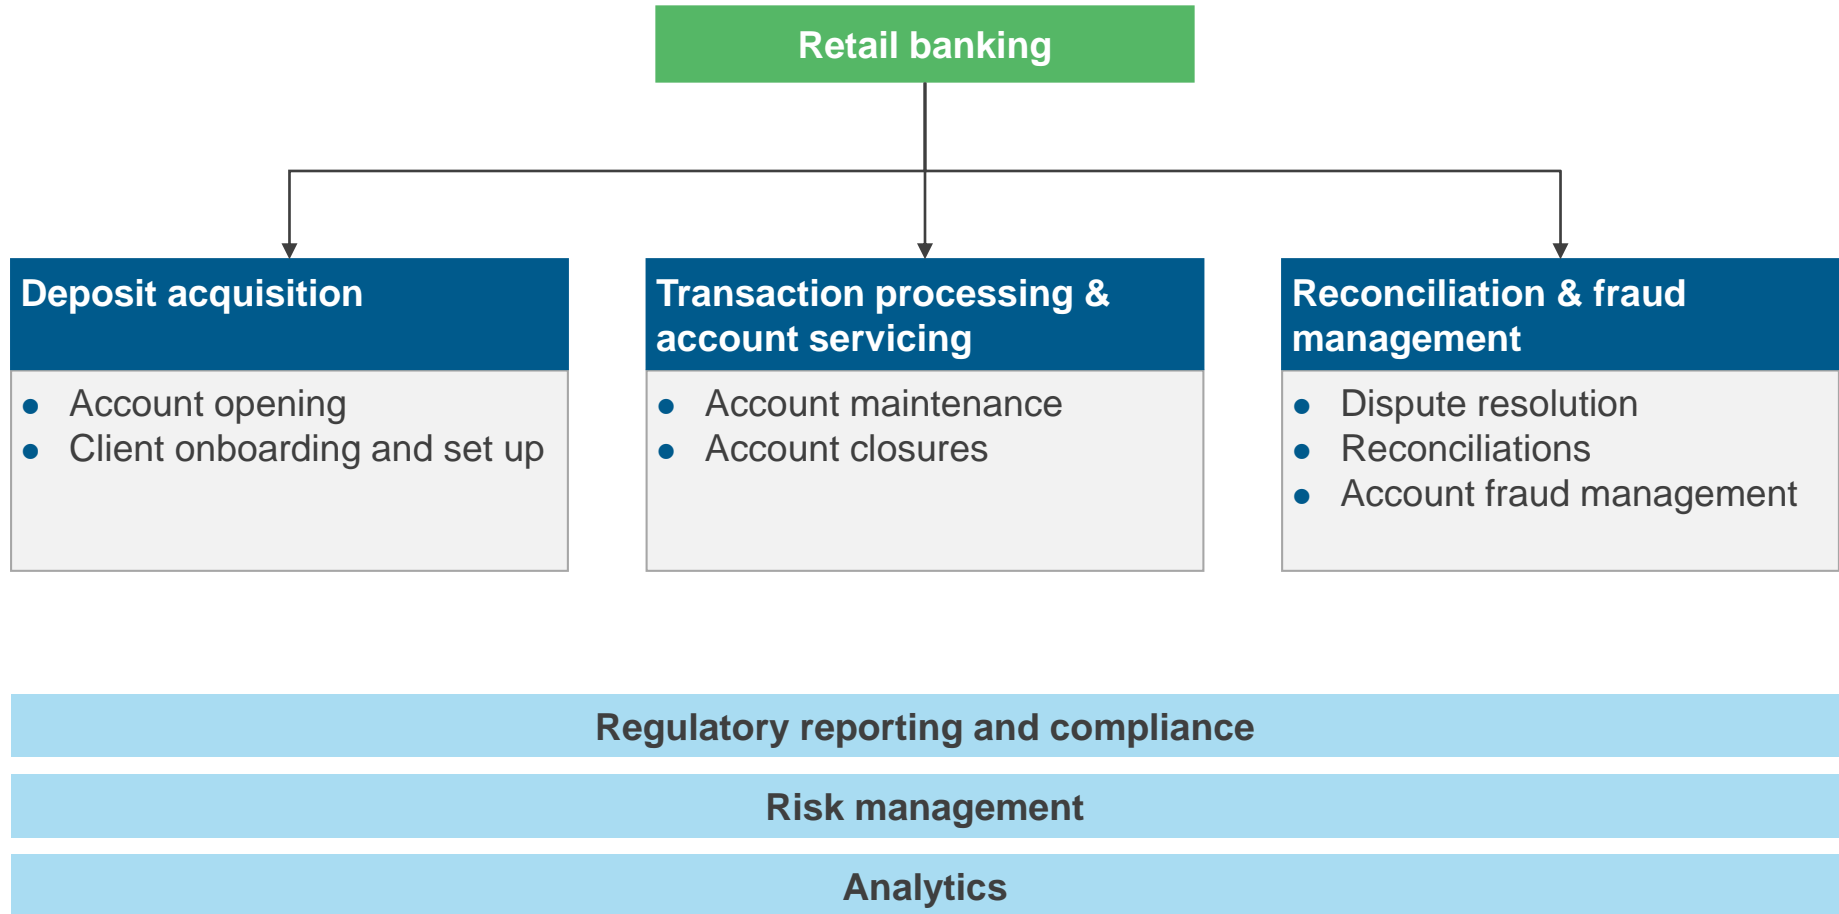 Retail banking
Deposit acquisition
● Account opening
● Client onboarding and set up
Transaction processing &
account servicing
● Account maintenance
● Account closures
Reconciliation & fraud
management
● Dispute resolution
● Reconciliations
● Account fraud management
Regulatory reporting and compliance
Risk management
Analytics